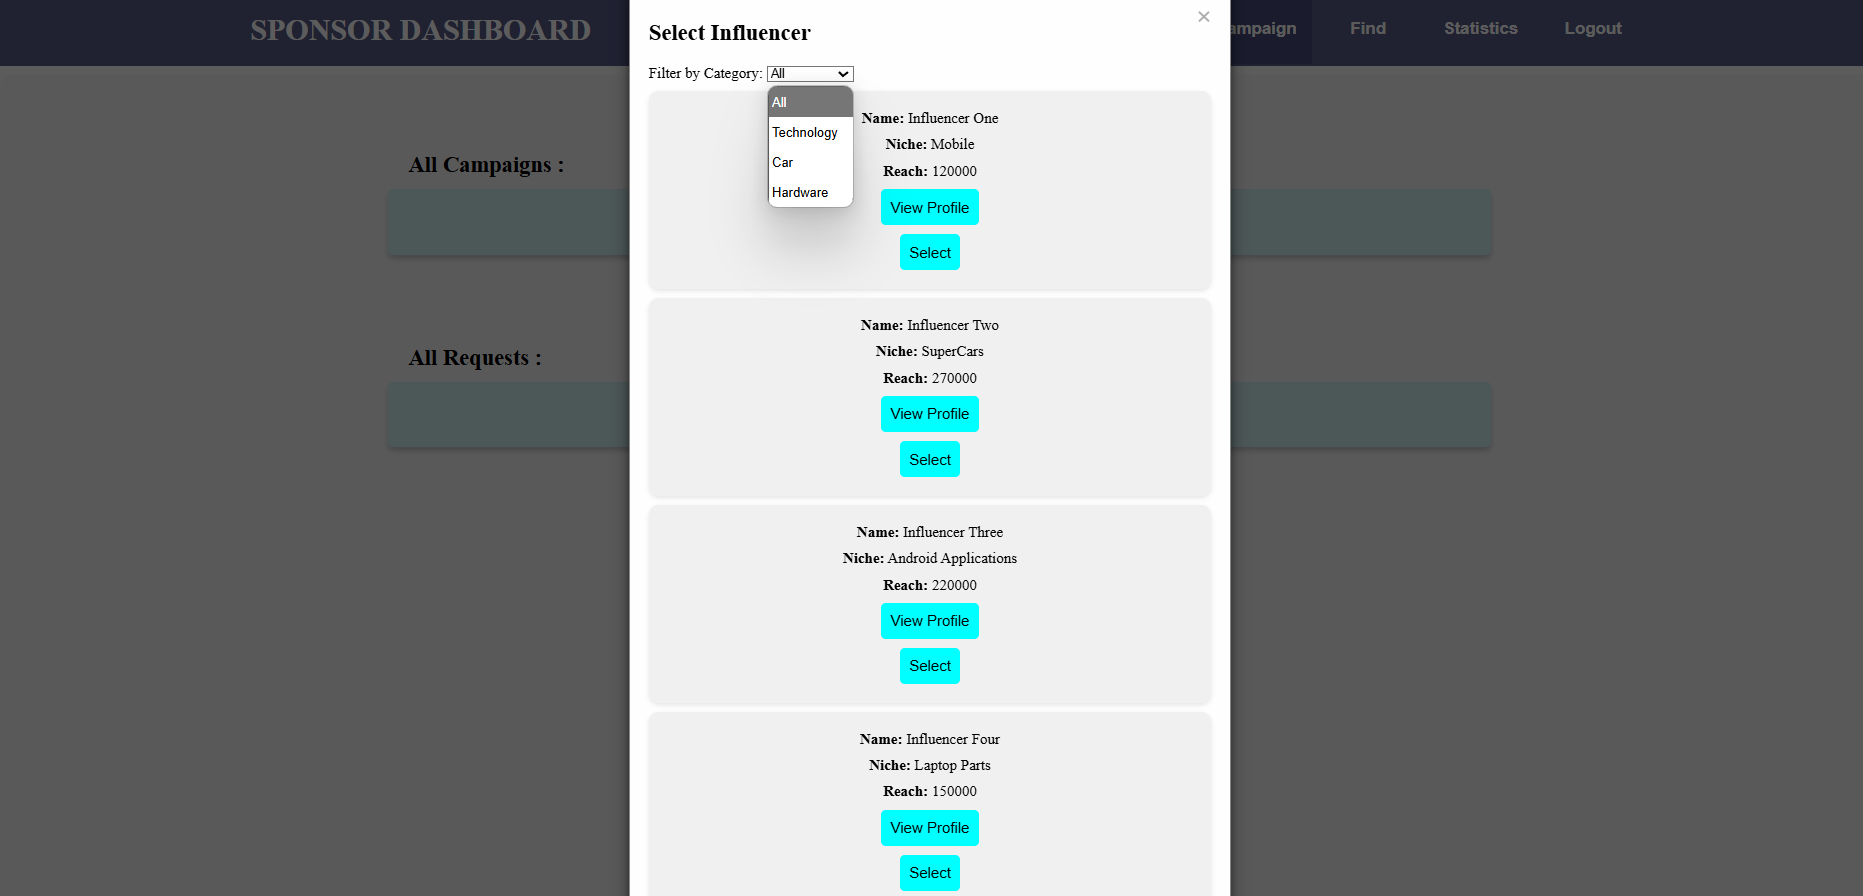 SPONSOR DASHBOARD
ampaign
Find
Statistics
Logout
×
Select Influencer
Filter by Category: All
All
Technology
Car
Hardware
Name: Influencer One
Niche: Mobile
Reach: 120000
View Profile
Select
Name: Influencer Two
Niche: SuperCars
Reach: 270000
View Profile
Select
Name: Influencer Three
Niche: Android Applications
Reach: 220000
View Profile
Select
Name: Influencer Four
Niche: Laptop Parts
Reach: 150000
View Profile
Select
All Campaigns :
All Requests :